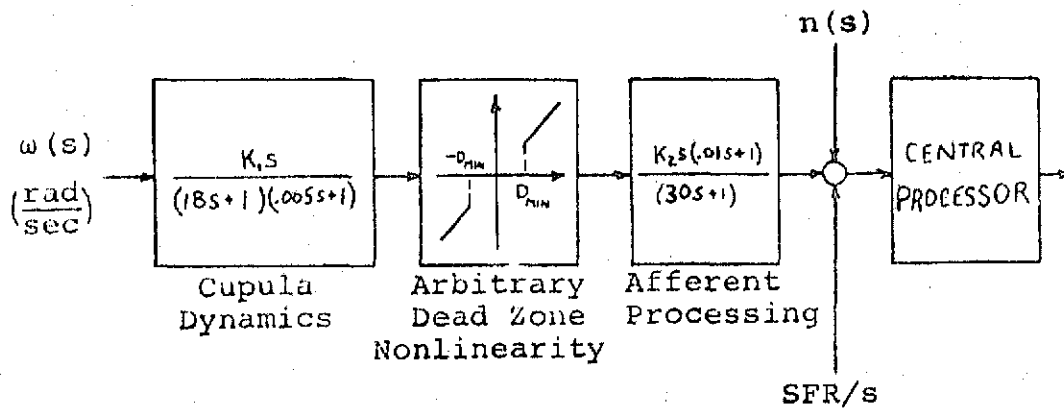 n(s)
ω(s)
(rad/sec)
K₁s
(18s+1)(.005s+1)
-D_MIN
D_MIN
K₂s(.01s+1)
(30s+1)
CENTRAL
PROCESSOR
Cupula
Dynamics
Arbitrary
Dead Zone
Nonlinearity
Afferent
Processing
SFR/s